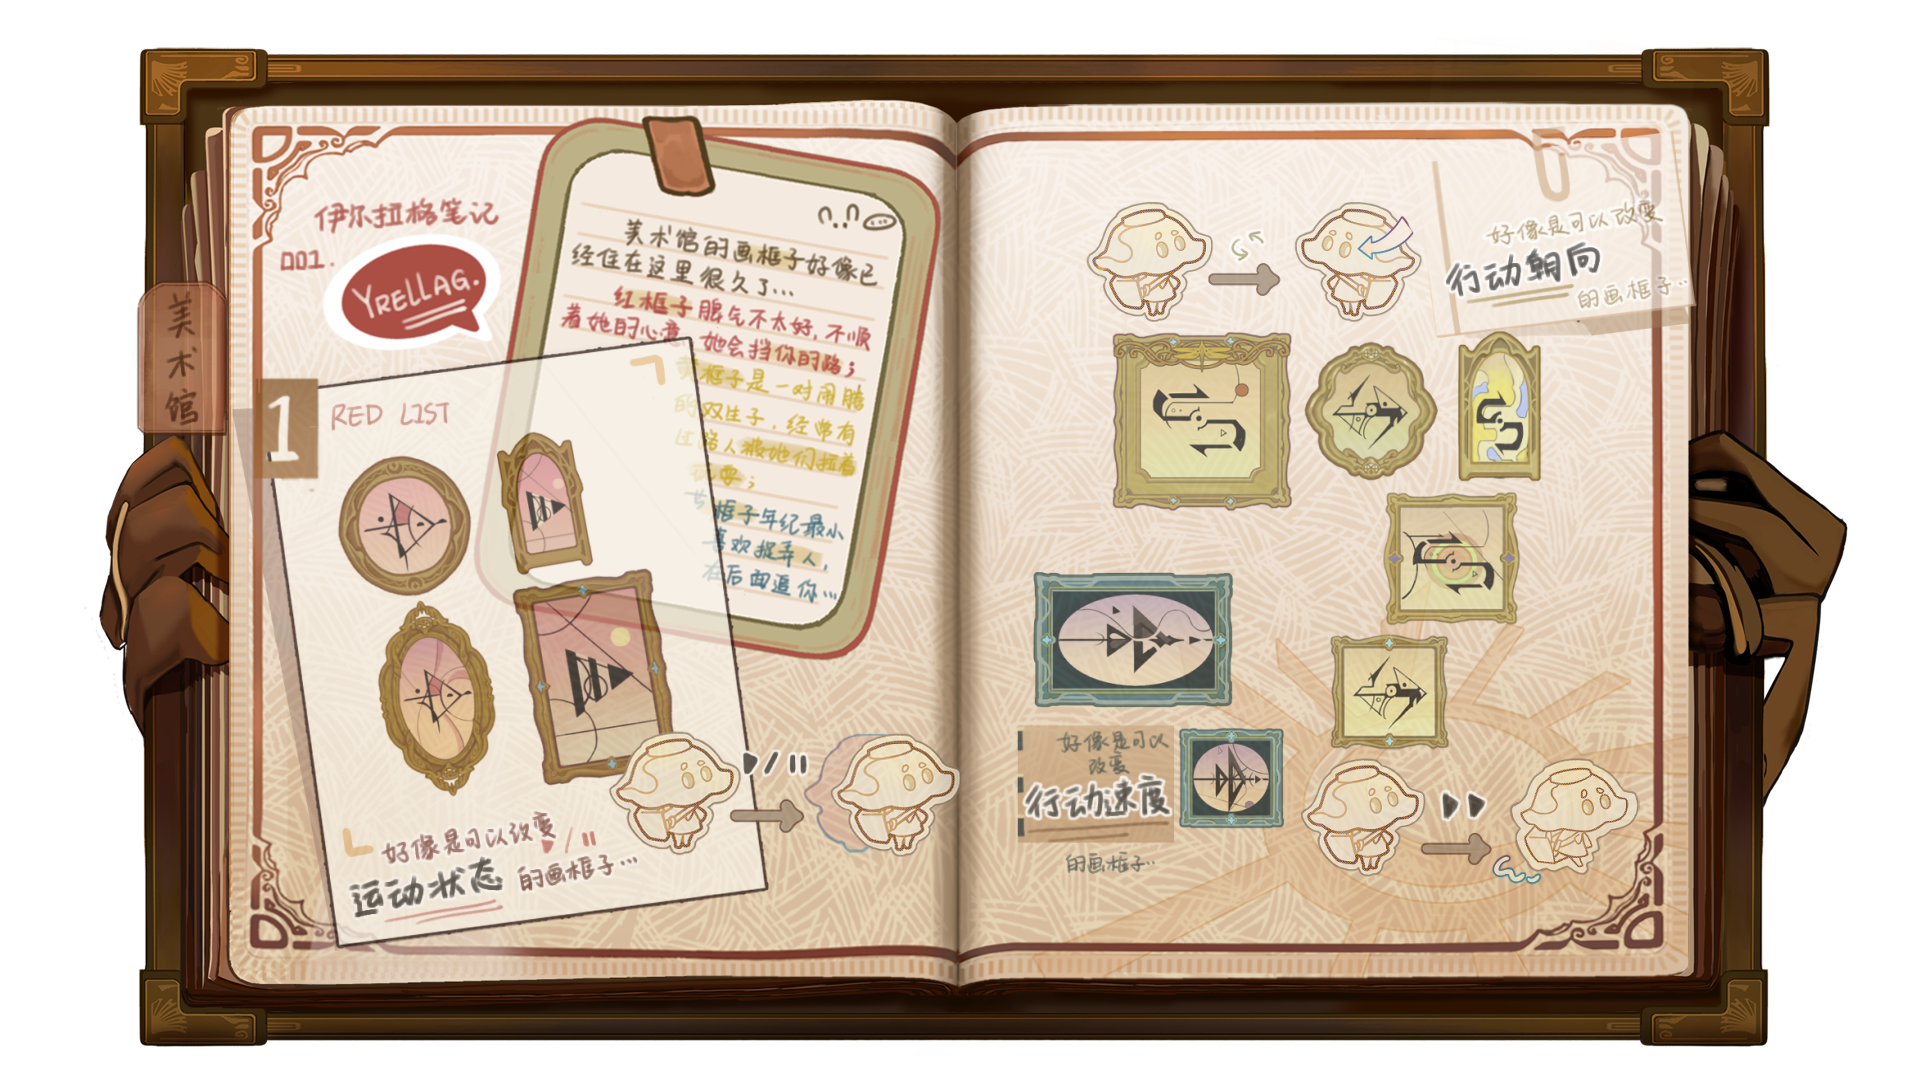 美术馆
伊尔拉格笔记
001.
YRELLAG.
美术馆的画框子好像已
经住在这里很久了...
红框子脾气不太好,不顺
着她的心意,她会挡你的路;
黄框子是一对闹腾
的双生子,经常有
过路人被她们拉着
玩耍;
框子年纪最小
喜欢捉弄人,
在后面追你...
1
RED LIST
好像是可以改变
运动状态 的画框子...
好像是可以改变
行动朝向
的画框子...
好像是可以
改变
行动速度
的画框子...